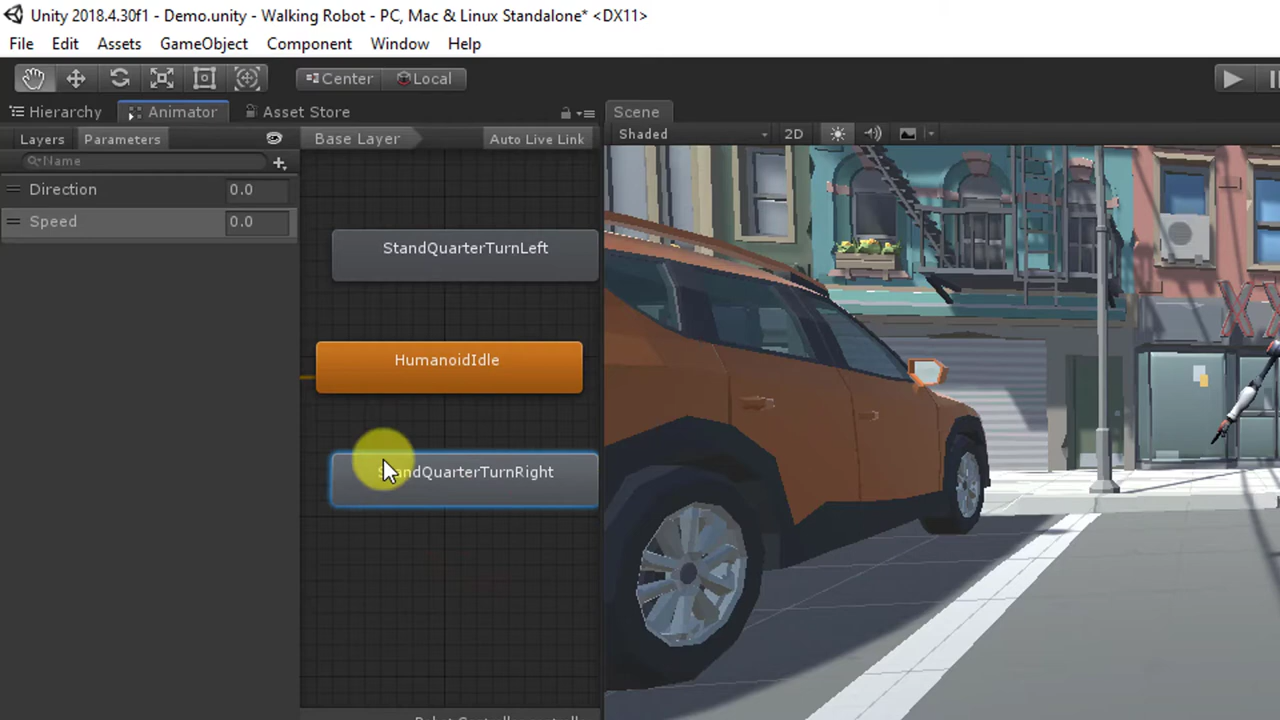 Unity 2018.4.30f1 - Demo.unity - Walking Robot - PC, Mac & Linux Standalone* <DX11>
File Edit Assets GameObject Component Window Help
Center Local
Hierarchy Animator Asset Store Scene
Layers Parameters Base Layer Auto Live Link Shaded 2D
Name
Direction 0.0
Speed 0.0
StandQuarterTurnLeft
HumanoidIdle
StandQuarterTurnRight